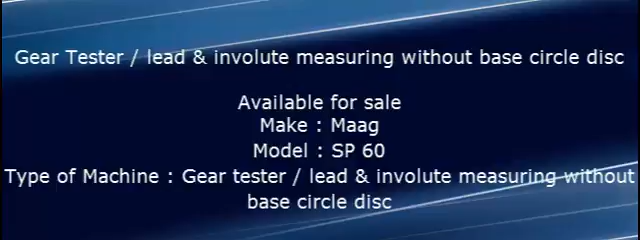 Gear Tester / lead & involute measuring without base circle disc
Available for sale
Make : Maag
Model : SP 60
Type of Machine : Gear tester / lead & involute measuring without
base circle disc